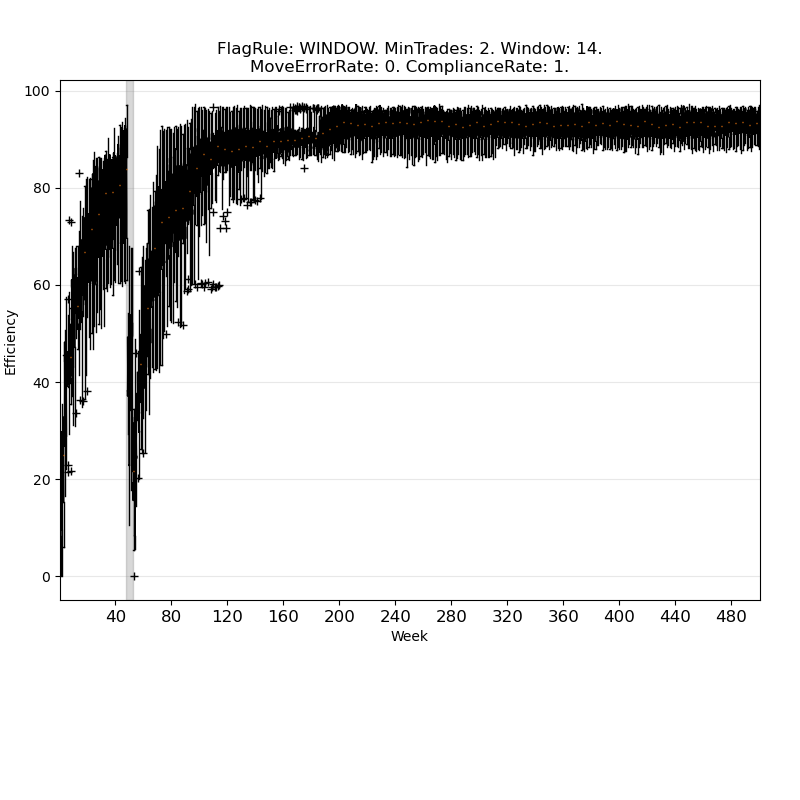 FlagRule: WINDOW. MinTrades: 2. Window: 14.
MoveErrorRate: 0. ComplianceRate: 1.
100
80
60
40
20
0
Efficiency
40 80 120 160 200 240 280 320 360 400 440 480
Week